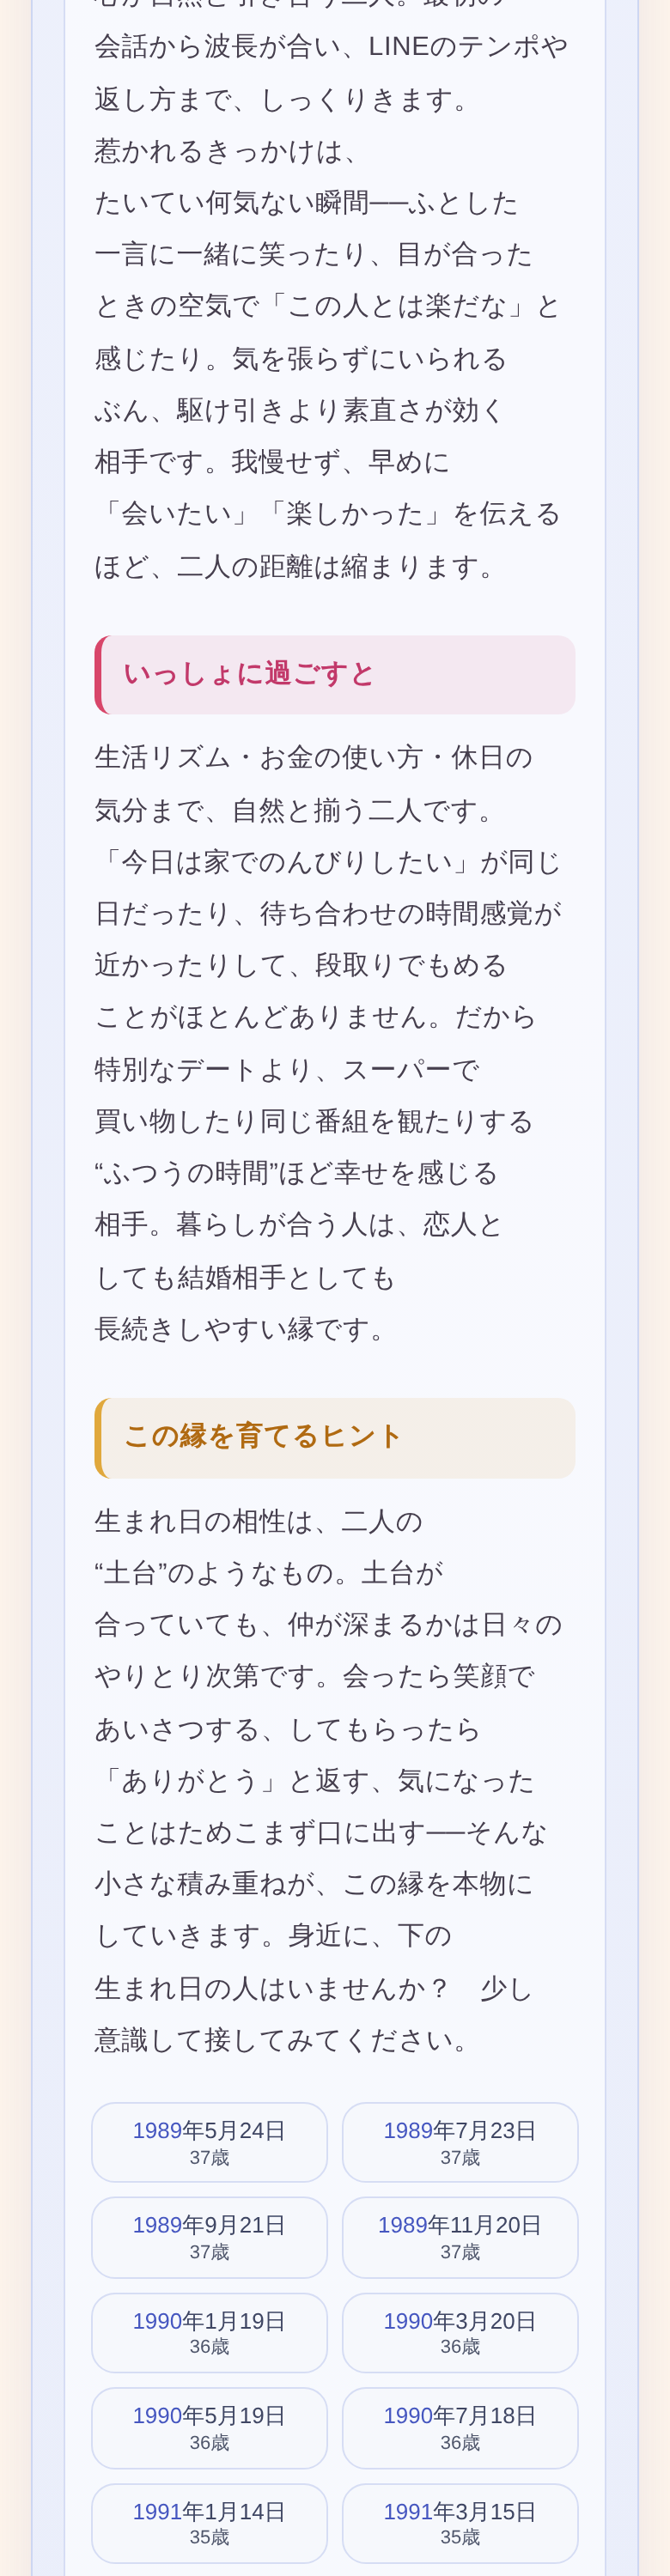 会話から波長が合い、LINEのテンポや
返し方まで、しっくりきます。
惹かれるきっかけは、
たいてい何気ない瞬間──ふとした
一言に一緒に笑ったり、目が合った
ときの空気で「この人とは楽だな」と
感じたり。気を張らずにいられる
ぶん、駆け引きより素直さが効く
相手です。我慢せず、早めに
「会いたい」「楽しかった」を伝える
ほど、二人の距離は縮まります。
いっしょに過ごすと
生活リズム・お金の使い方・休日の
気分まで、自然と揃う二人です。
「今日は家でのんびりしたい」が同じ
日だったり、待ち合わせの時間感覚が
近かったりして、段取りでもめる
ことがほとんどありません。だから
特別なデートより、スーパーで
買い物したり同じ番組を観たりする
“ふつうの時間”ほど幸せを感じる
相手。暮らしが合う人は、恋人と
しても結婚相手としても
長続きしやすい縁です。
この縁を育てるヒント
生まれ日の相性は、二人の
“土台”のようなもの。土台が
合っていても、仲が深まるかは日々の
やりとり次第です。会ったら笑顔で
あいさつする、してもらったら
「ありがとう」と返す、気になった
ことはためこまず口に出す──そんな
小さな積み重ねが、この縁を本物に
していきます。身近に、下の
生まれ日の人はいませんか？　少し
意識して接してみてください。
1989年5月24日
37歳
1989年7月23日
37歳
1989年9月21日
37歳
1989年11月20日
37歳
1990年1月19日
36歳
1990年3月20日
36歳
1990年5月19日
36歳
1990年7月18日
36歳
1991年1月14日
35歳
1991年3月15日
35歳